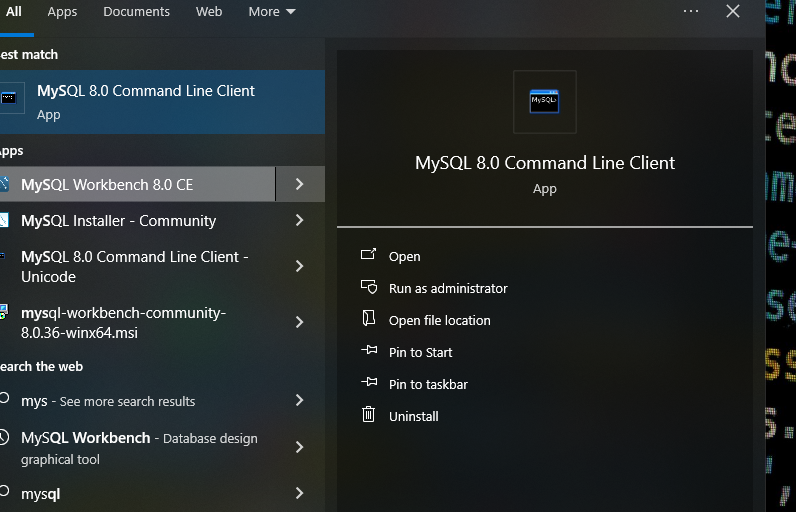 All Apps Documents Web More ...
est match
MySQL 8.0 Command Line Client
App
pps
MySQL Workbench 8.0 CE
MySQL Installer - Community
MySQL 8.0 Command Line Client -
Unicode
mysql-workbench-community-
8.0.36-winx64.msi
earch the web
mys - See more search results
MySQL Workbench - Database design
graphical tool
mysql
MySQL>
MySQL 8.0 Command Line Client
App
Open
Run as administrator
Open file location
Pin to Start
Pin to taskbar
Uninstall